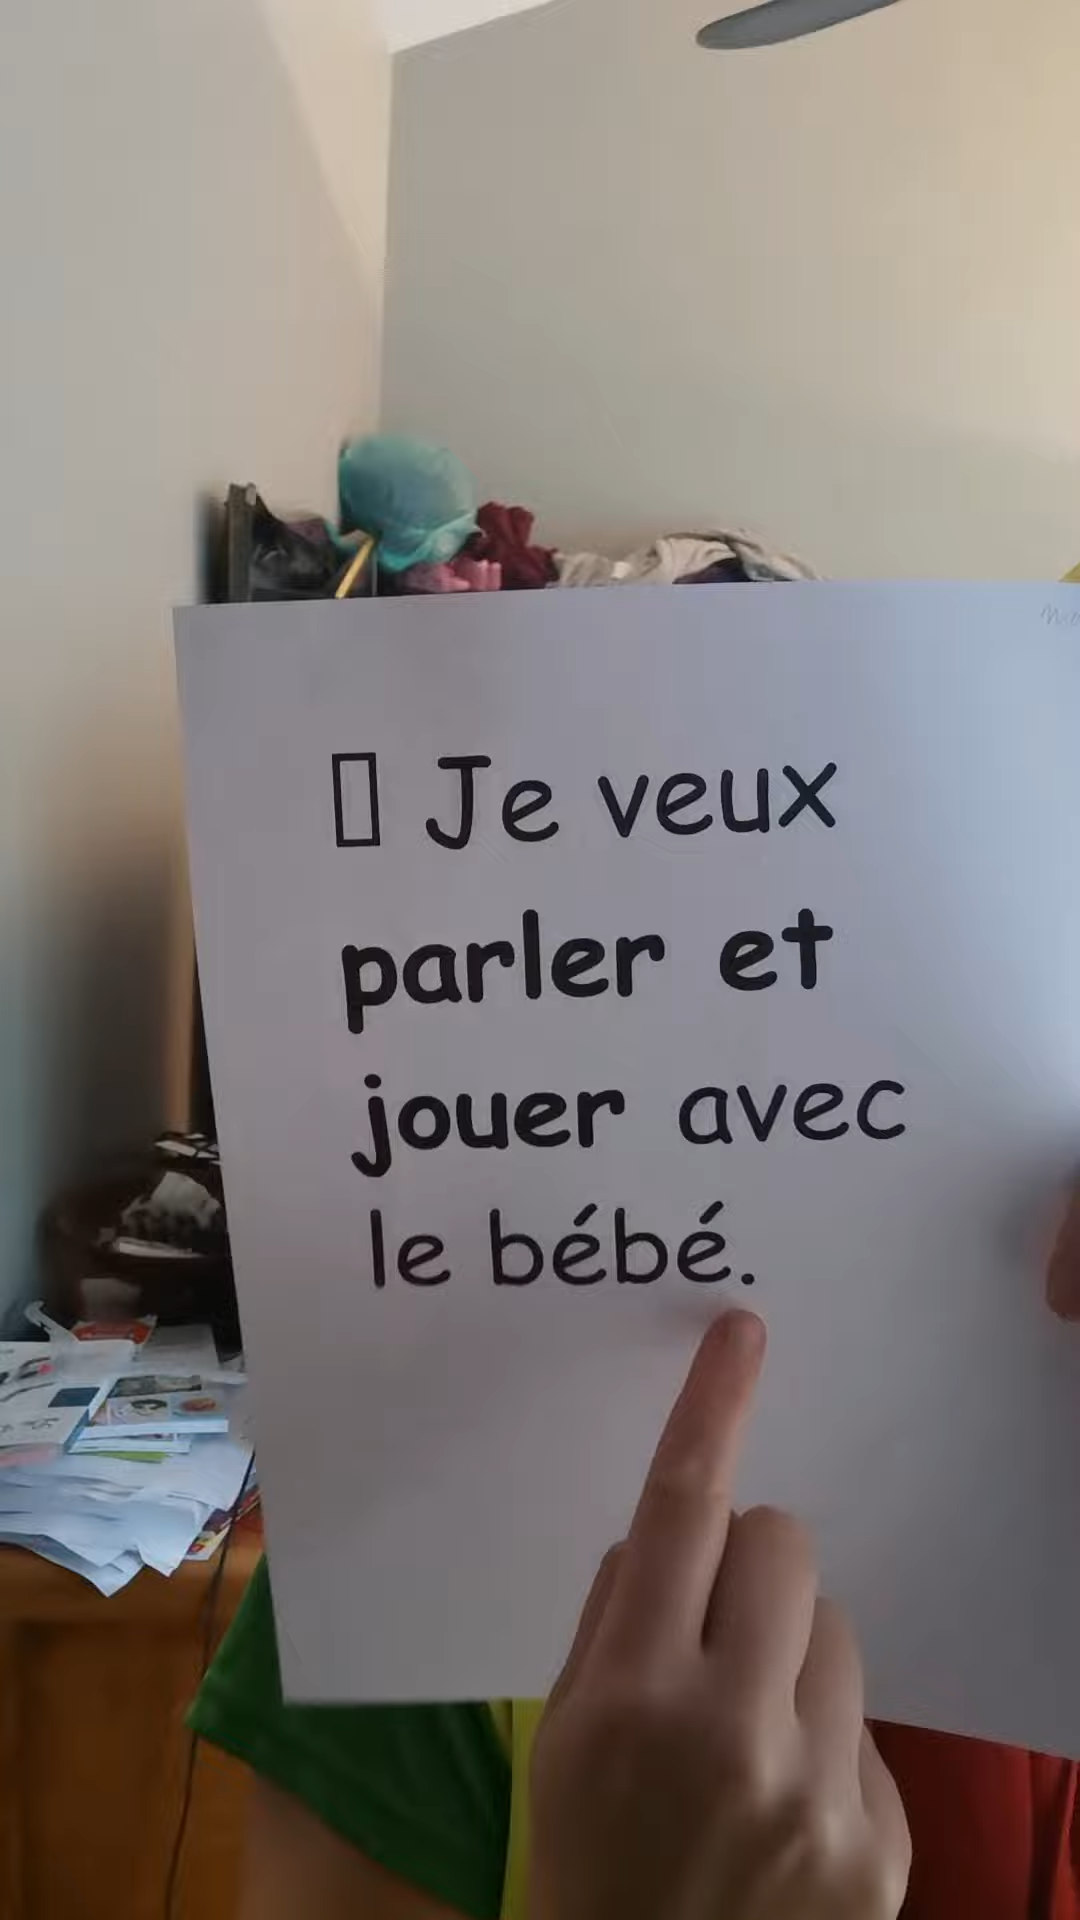 ▯ Je veux
parler et
jouer avec
le bébé.